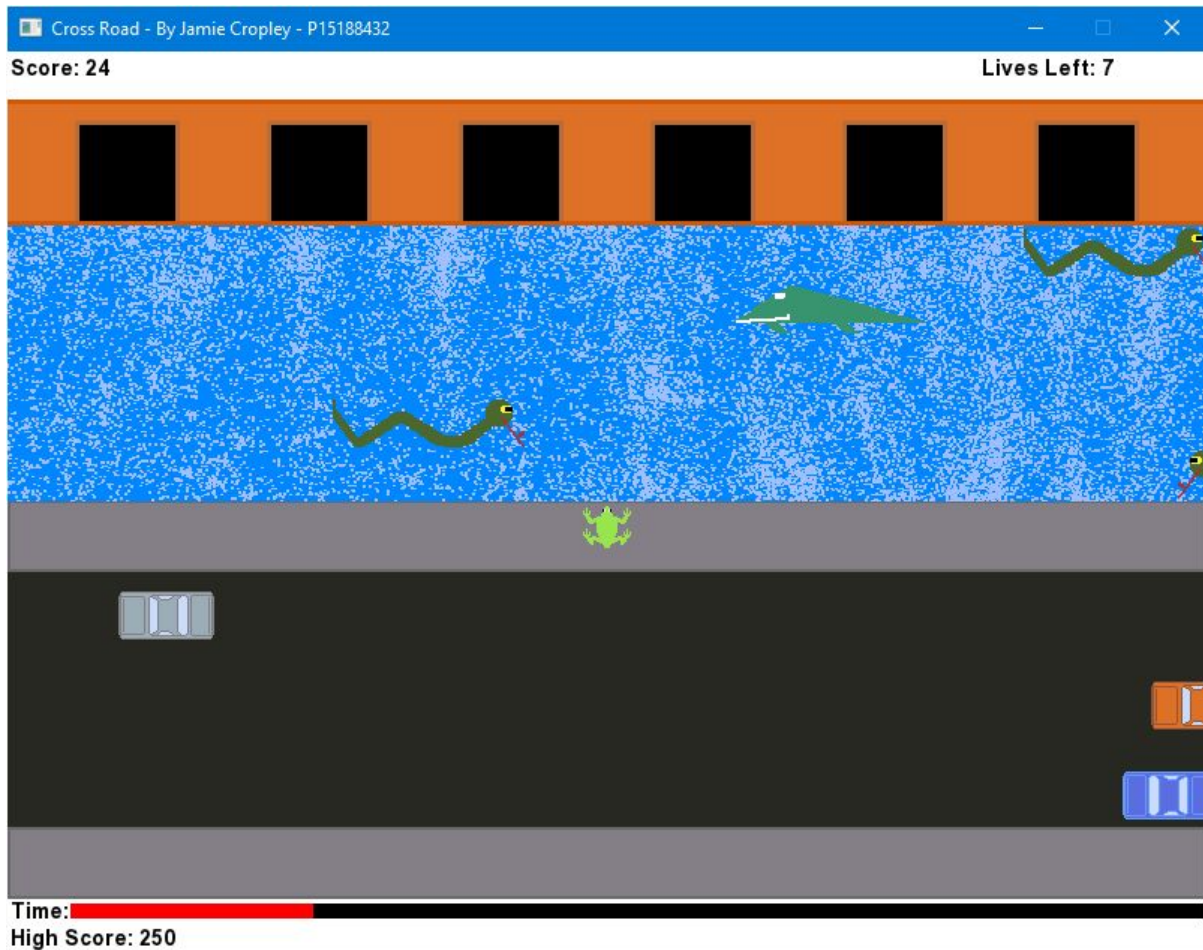 Cross Road - By Jamie Cropley - P15188432
Score: 24 Lives Left: 7
Time:
High Score: 250